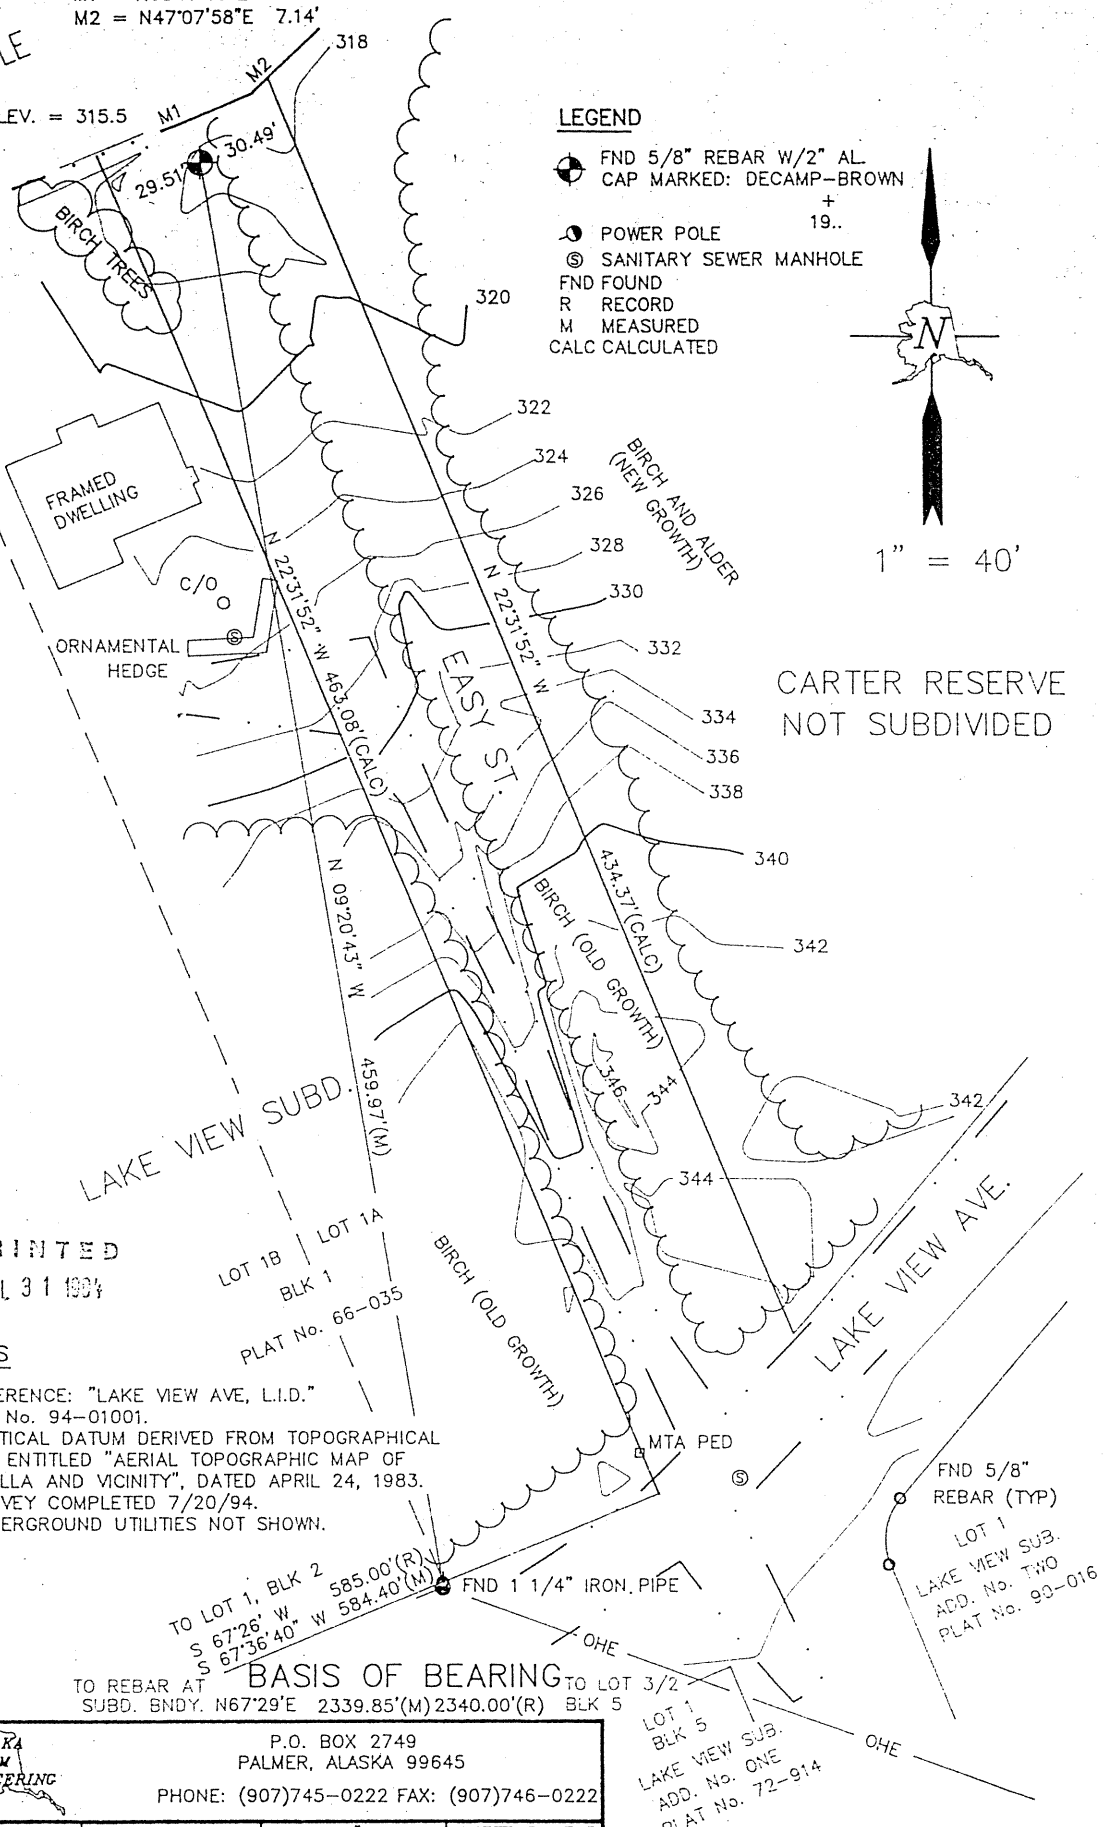 M2 = N47°07'58"E 7.14'
318
M2
M1
LEV. = 315.5
30.49'
29.51'
BIRCH TREES
LEGEND
FND 5/8" REBAR W/2" AL.
CAP MARKED: DECAMP-BROWN
+
19..
POWER POLE
Ⓢ SANITARY SEWER MANHOLE
FND FOUND
R RECORD
M MEASURED
CALC CALCULATED
N
1" = 40'
320
322
324
326
328
330
332
334
336
338
340
342
BIRCH AND ALDER
(NEW GROWTH)
FRAMED
DWELLING
C/O
Ⓢ
ORNAMENTAL
HEDGE
N 22°31'52" W 463.08'(CALC)
N 22°31'52" W
434.37'(CALC)
EASY ST.
CARTER RESERVE
NOT SUBDIVIDED
N 09°20'43" W
459.97'(M)
BIRCH (OLD GROWTH)
346
344
344
342
LAKE VIEW SUBD.
LAKE VIEW AVE.
LOT 1B
LOT 1A
BLK 1
PLAT No. 66-035
BIRCH (OLD GROWTH)
RINTED
L 31 1994
S
ERENCE: "LAKE VIEW AVE, L.I.D."
No. 94-01001.
TICAL DATUM DERIVED FROM TOPOGRAPHICAL
ENTITLED "AERIAL TOPOGRAPHIC MAP OF
LLA AND VICINITY", DATED APRIL 24, 1983.
VEY COMPLETED 7/20/94.
ERGROUND UTILITIES NOT SHOWN.
MTA PED
Ⓢ
FND 5/8"
REBAR (TYP)
LOT 1
LAKE VIEW SUB.
ADD. No. TWO
PLAT No. 90-016
TO LOT 1, BLK 2
S 67°26' W 585.00'(R)
S 67°36'40" W 584.40'(M)
FND 1 1/4" IRON PIPE
OHE
OHE
BASIS OF BEARING
TO REBAR AT
SUBD. BNDY. N67°29'E 2339.85'(M) 2340.00'(R)
TO LOT 3/2
BLK 5
LOT 1
BLK 5
LAKE VIEW SUB.
ADD. No. ONE
PLAT No. 72-914
KA
M
EERING
P.O. BOX 2749
PALMER, ALASKA 99645
PHONE: (907)745-0222 FAX: (907)746-0222